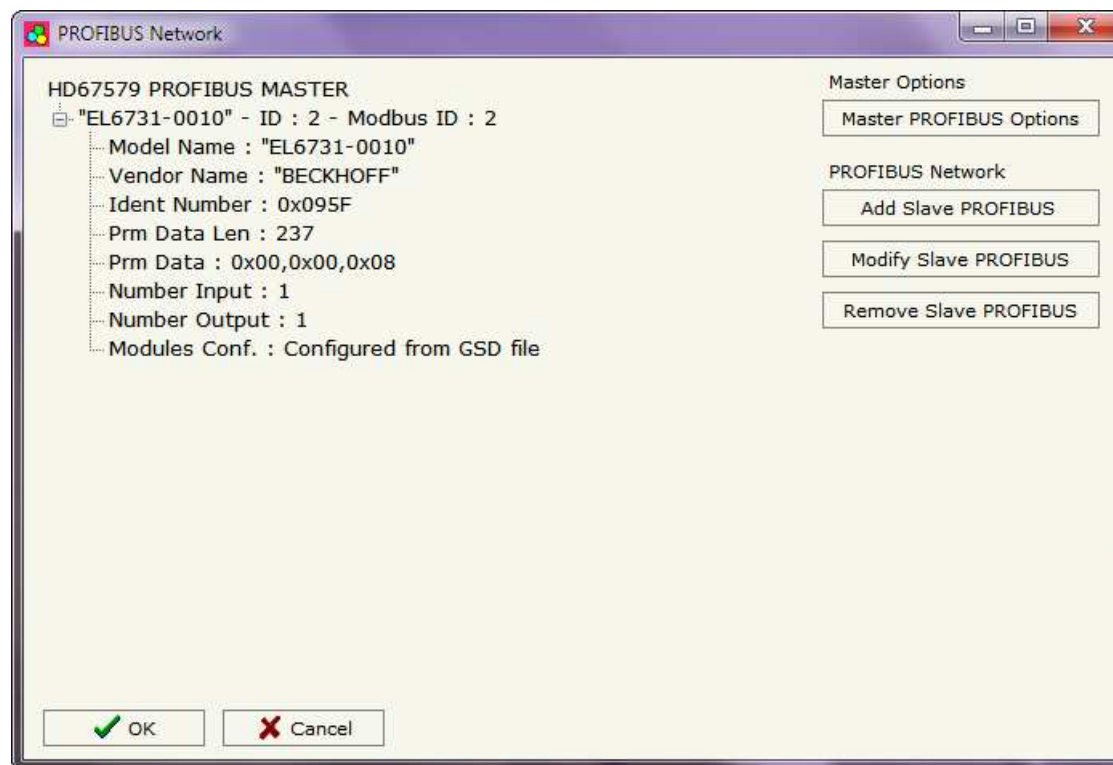 PROFIBUS Network
HD67579 PROFIBUS MASTER
"EL6731-0010" - ID : 2 - Modbus ID : 2
Model Name : "EL6731-0010"
Vendor Name : "BECKHOFF"
Ident Number : 0x095F
Prm Data Len : 237
Prm Data : 0x00,0x00,0x08
Number Input : 1
Number Output : 1
Modules Conf. : Configured from GSD file
Master Options
Master PROFIBUS Options
PROFIBUS Network
Add Slave PROFIBUS
Modify Slave PROFIBUS
Remove Slave PROFIBUS
OK
Cancel